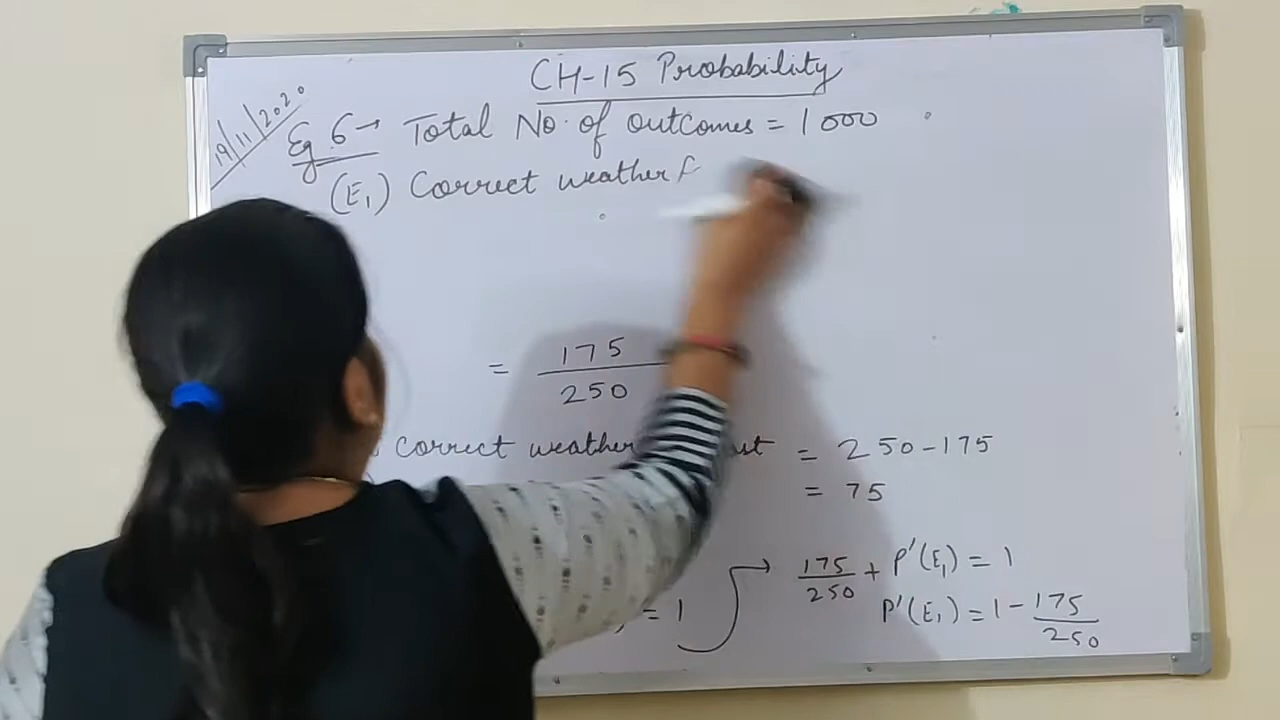 CH-15 Probability
19/11/2020
Eg 6→ Total No. of outcomes = 1000
(E₁) Correct weather
= 175/250
correct weather = 250-175
= 75
175/250 + P'(E₁) = 1
= 1
P'(E₁) = 1 - 175/250